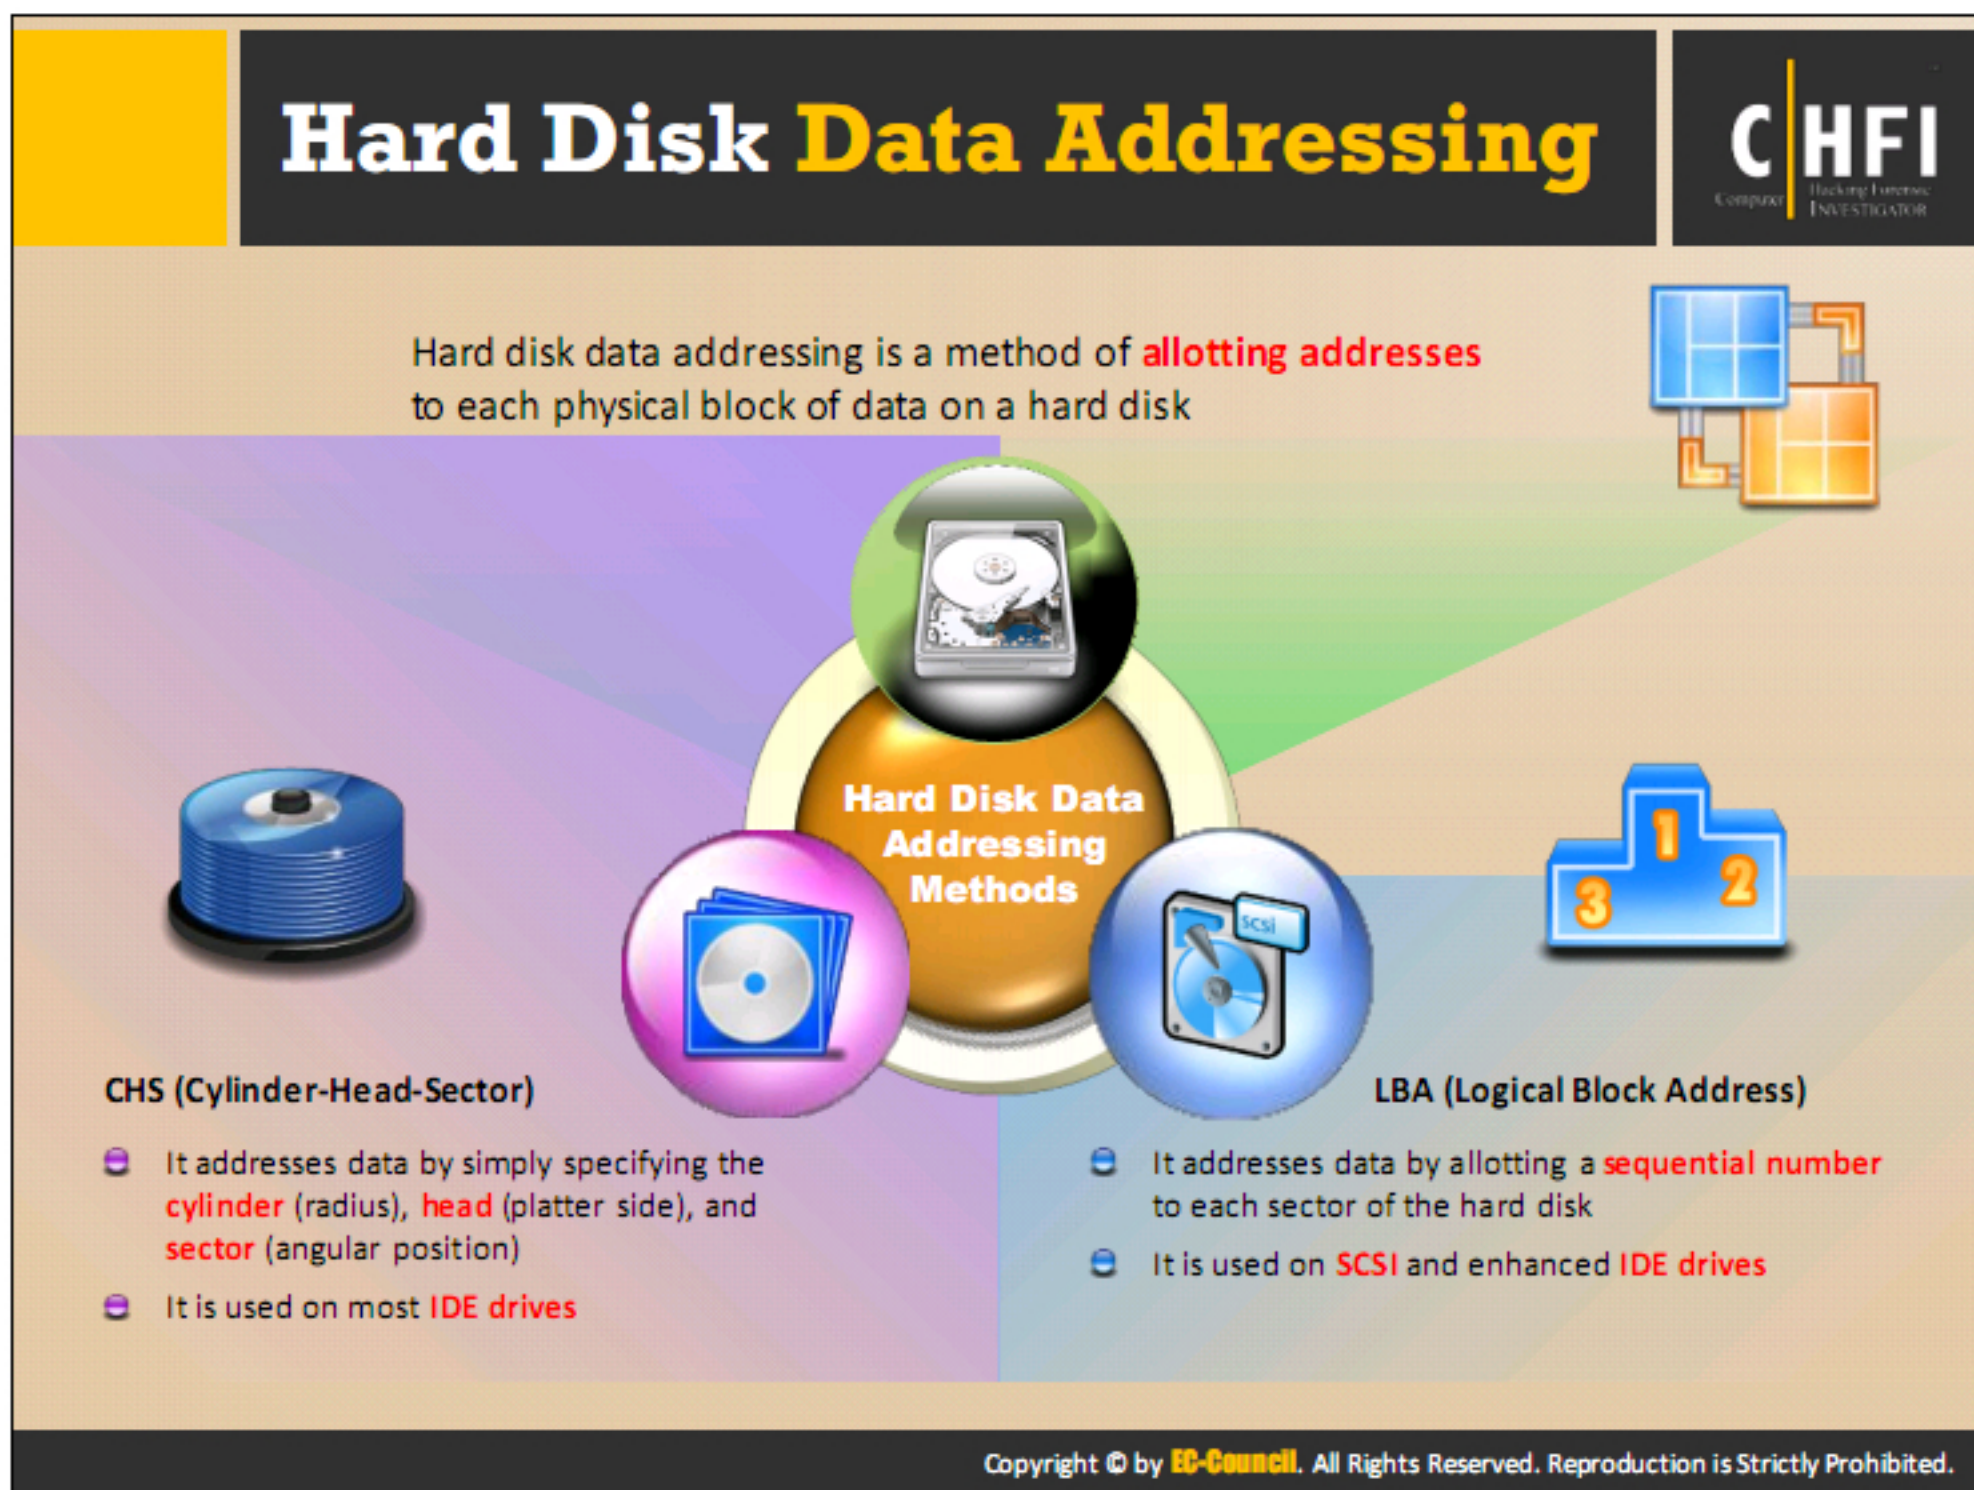 Hard Disk Data Addressing
CHFI
Computer
Hacking Forensic
INVESTIGATOR
Hard disk data addressing is a method of allotting addresses
to each physical block of data on a hard disk
Hard Disk Data
Addressing
Methods
scsi
1
2
3
CHS (Cylinder-Head-Sector)
It addresses data by simply specifying the
cylinder (radius), head (platter side), and
sector (angular position)
It is used on most IDE drives
LBA (Logical Block Address)
It addresses data by allotting a sequential number
to each sector of the hard disk
It is used on SCSI and enhanced IDE drives
Copyright © by EC-Council. All Rights Reserved. Reproduction is Strictly Prohibited.